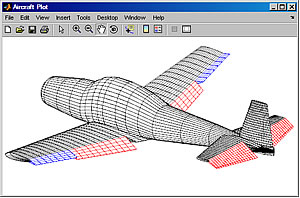 Aircraft Plot
File Edit View Insert Tools Desktop Window Help